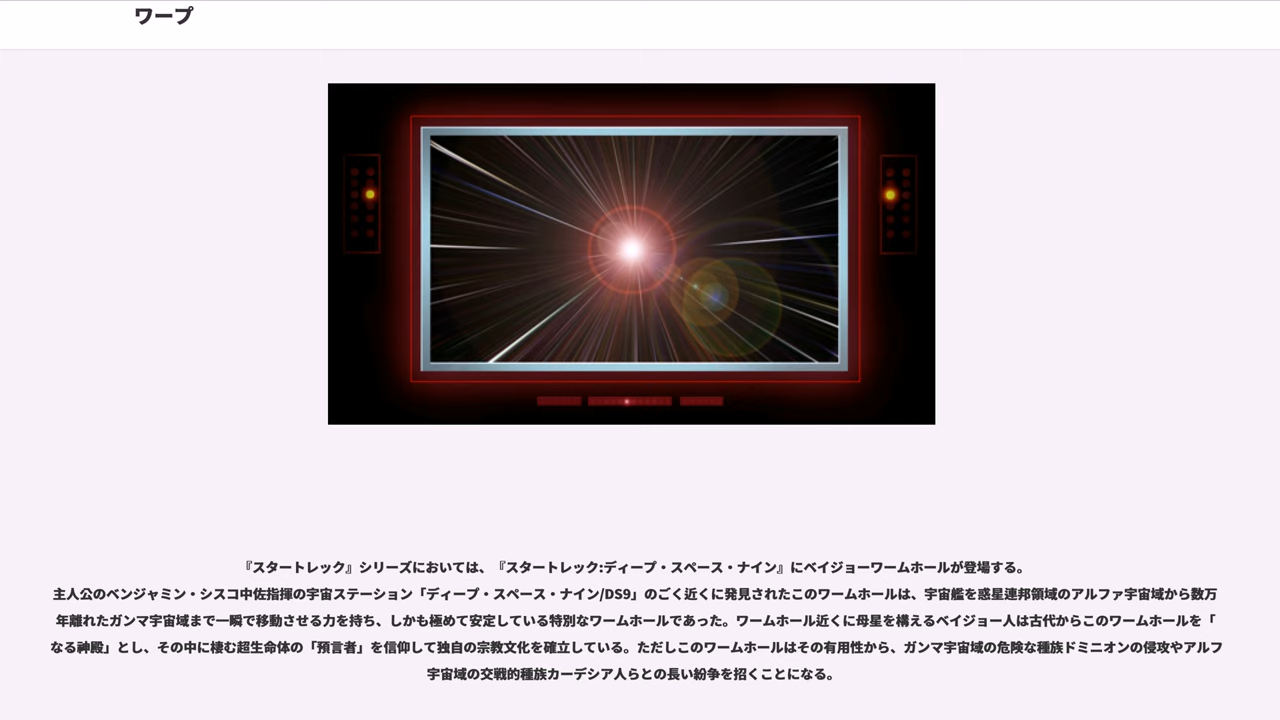 ワープ
『スタートレック』シリーズにおいては、『スタートレック:ディープ・スペース・ナイン』にベイジョーワームホールが登場する。
主人公のベンジャミン・シスコ中佐指揮の宇宙ステーション「ディープ・スペース・ナイン/DS9」のごく近くに発見されたこのワームホールは、宇宙艦を惑星連邦領域のアルファ宇宙域から数万
年離れたガンマ宇宙域まで一瞬で移動させる力を持ち、しかも極めて安定している特別なワームホールであった。ワームホール近くに母星を構えるベイジョー人は古代からこのワームホールを「
なる神殿」とし、その中に棲む超生命体の「預言者」を信仰して独自の宗教文化を確立している。ただしこのワームホールはその有用性から、ガンマ宇宙域の危険な種族ドミニオンの侵攻やアルフ
宇宙域の交戦的種族カーデシア人らとの長い紛争を招くことになる。